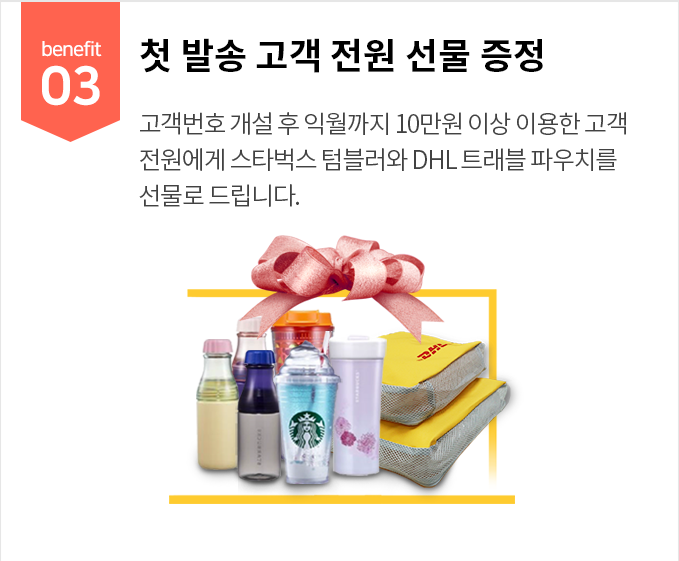 benefit
03
첫 발송 고객 전원 선물 증정
고객번호 개설 후 익월까지 10만원 이상 이용한 고객
전원에게 스타벅스 텀블러와 DHL 트래블 파우치를
선물로 드립니다.
DHL